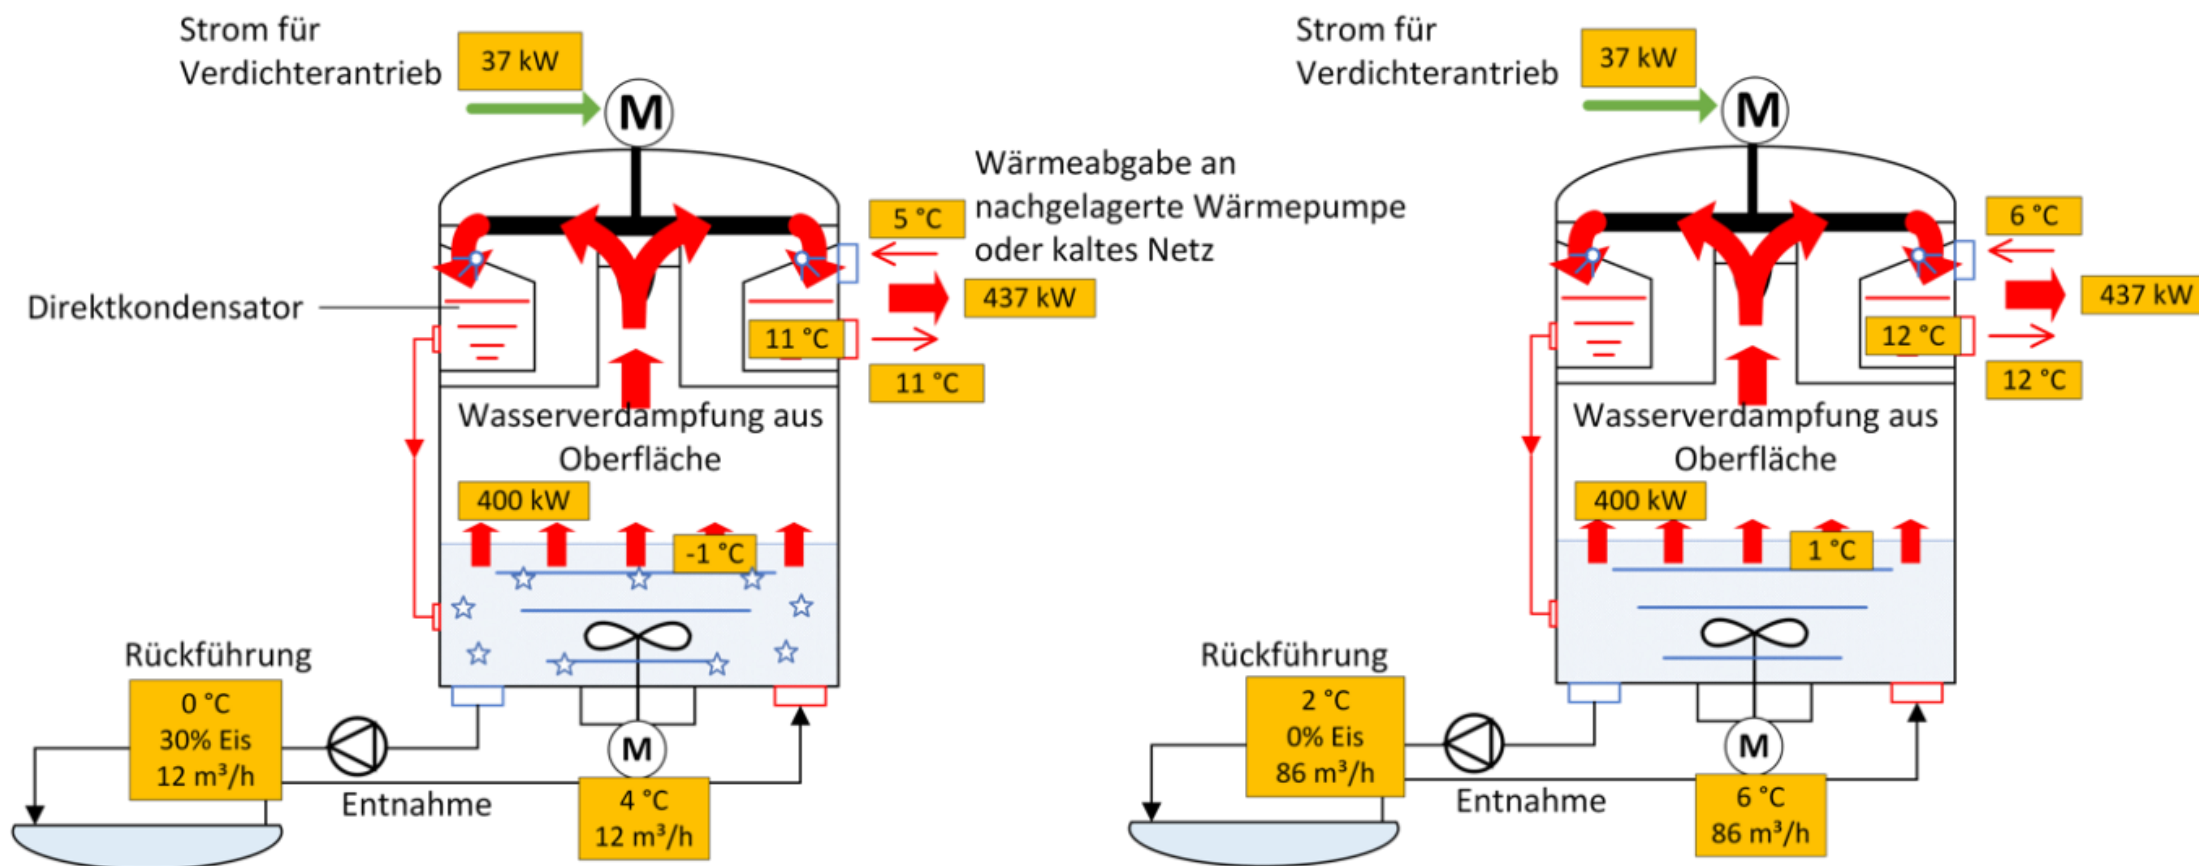 Strom für
Verdichterantrieb
37 kW
M
Wärmeabgabe an
nachgelagerte Wärmepumpe
oder kaltes Netz
5 °C
437 kW
Direktkondensator
11 °C
11 °C
Wasserverdampfung aus
Oberfläche
400 kW
-1 °C
Rückführung
0 °C
30% Eis
12 m³/h
M
Entnahme
4 °C
12 m³/h
Strom für
Verdichterantrieb
37 kW
M
6 °C
437 kW
12 °C
12 °C
Wasserverdampfung aus
Oberfläche
400 kW
1 °C
Rückführung
2 °C
0% Eis
86 m³/h
M
Entnahme
6 °C
86 m³/h